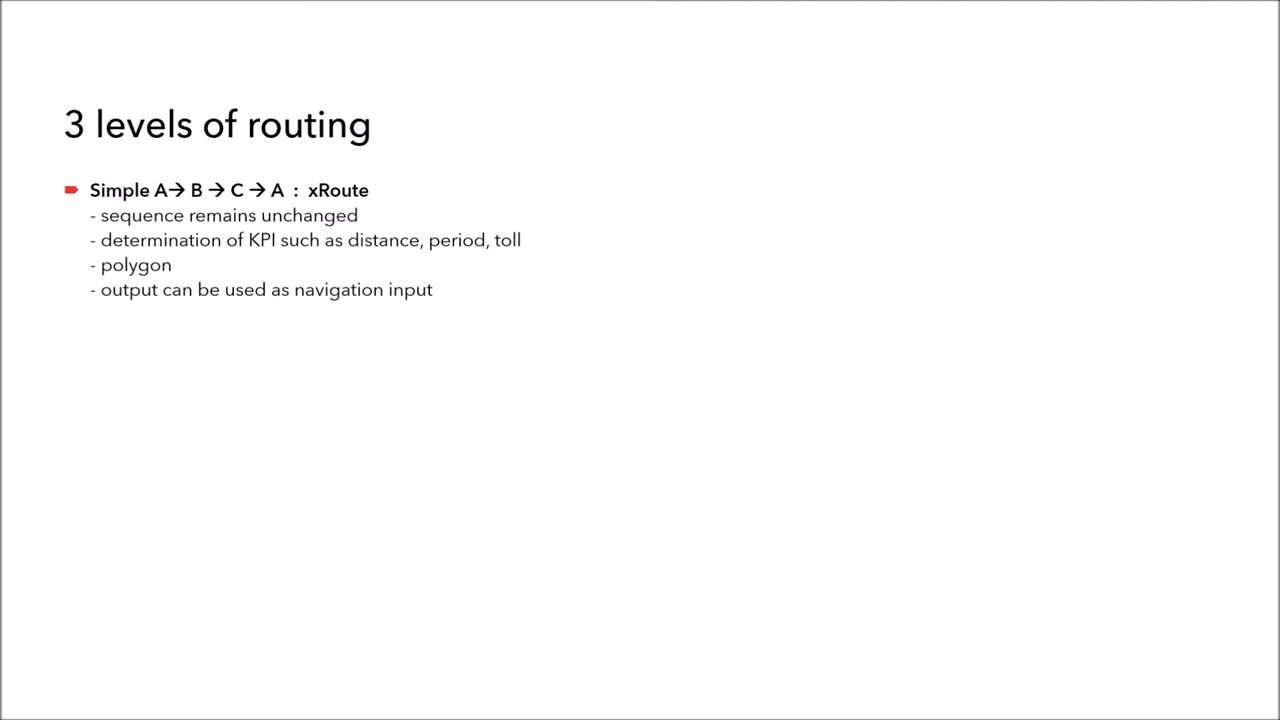 3 levels of routing
Simple A→ B → C → A : xRoute
- sequence remains unchanged
- determination of KPI such as distance, period, toll
- polygon
- output can be used as navigation input